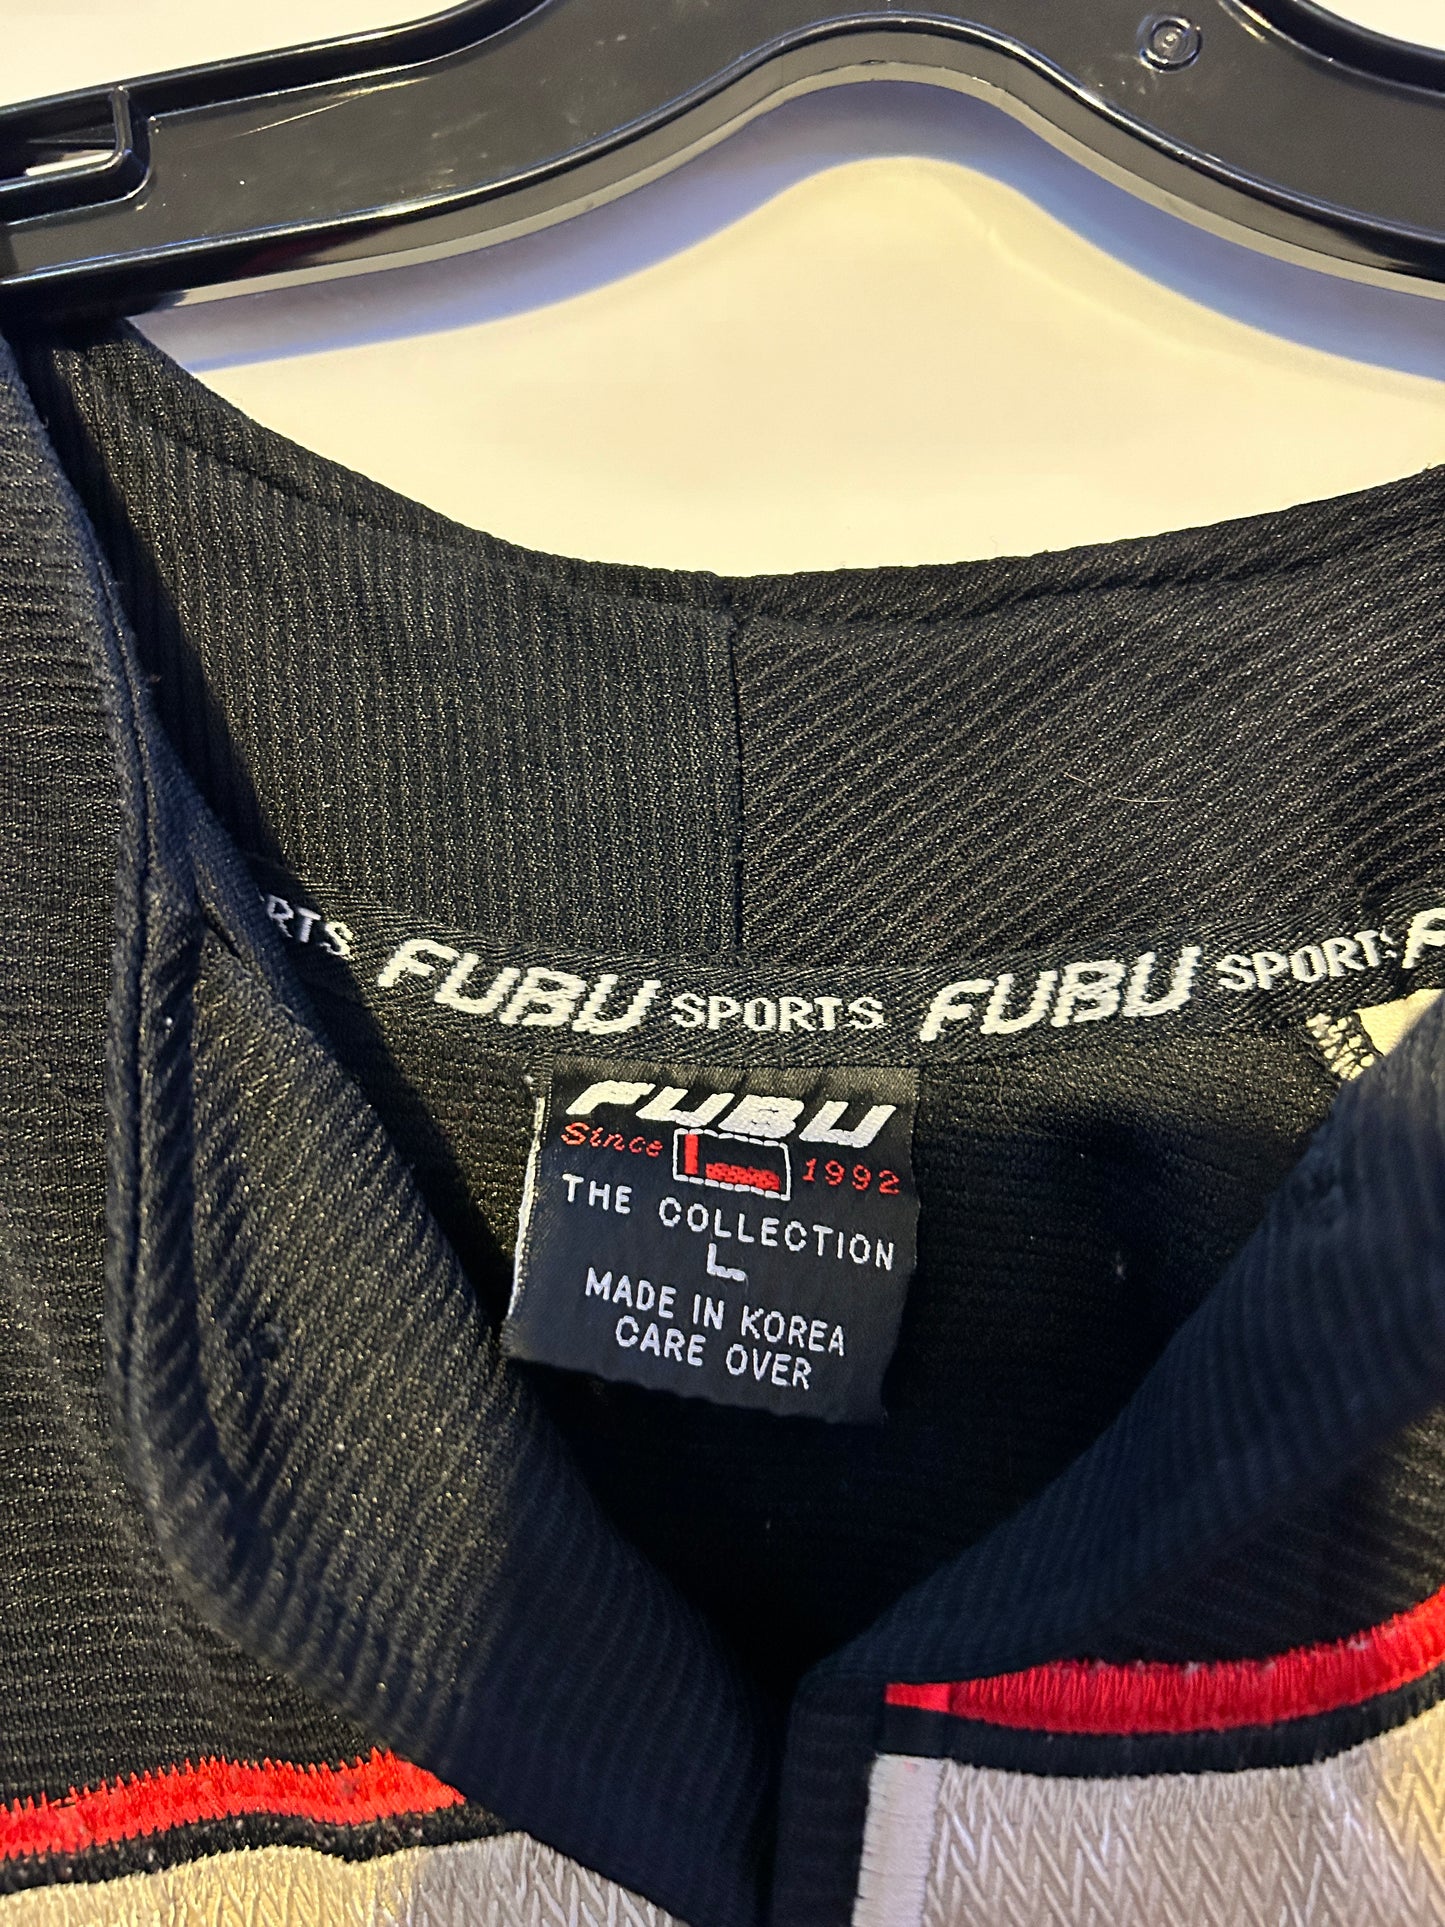 RTS FUBU SPORTS FUBU SPORTS F
FUBU
Since 1992
THE COLLECTION
L
MADE IN KOREA
CARE OVER